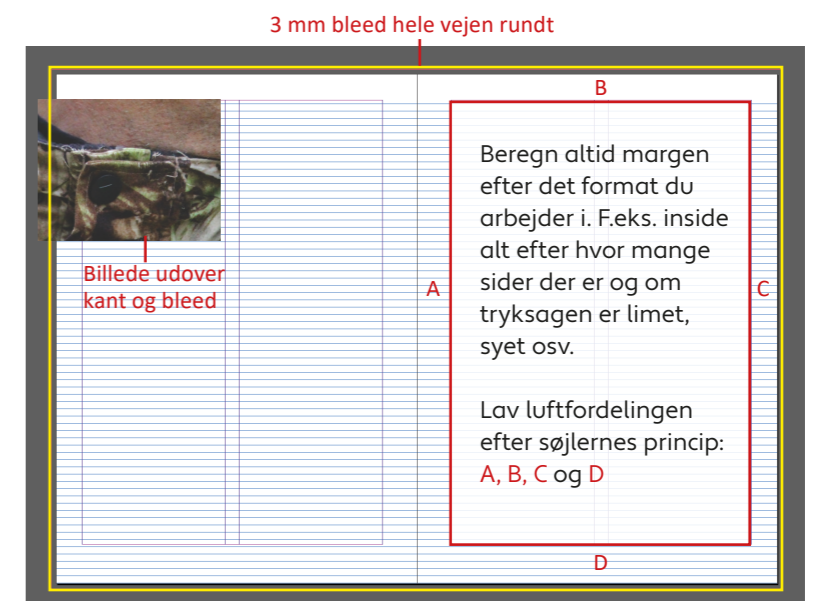 3 mm bleed hele vejen rundt
B
Billede udover
kant og bleed
A
Beregn altid margen
efter det format du
arbejder i. F.eks. inside
alt efter hvor mange
sider der er og om
tryksagen er limet,
syet osv.
Lav luftfordelingen
efter søjlernes princip:
A, B, C og D
C
D